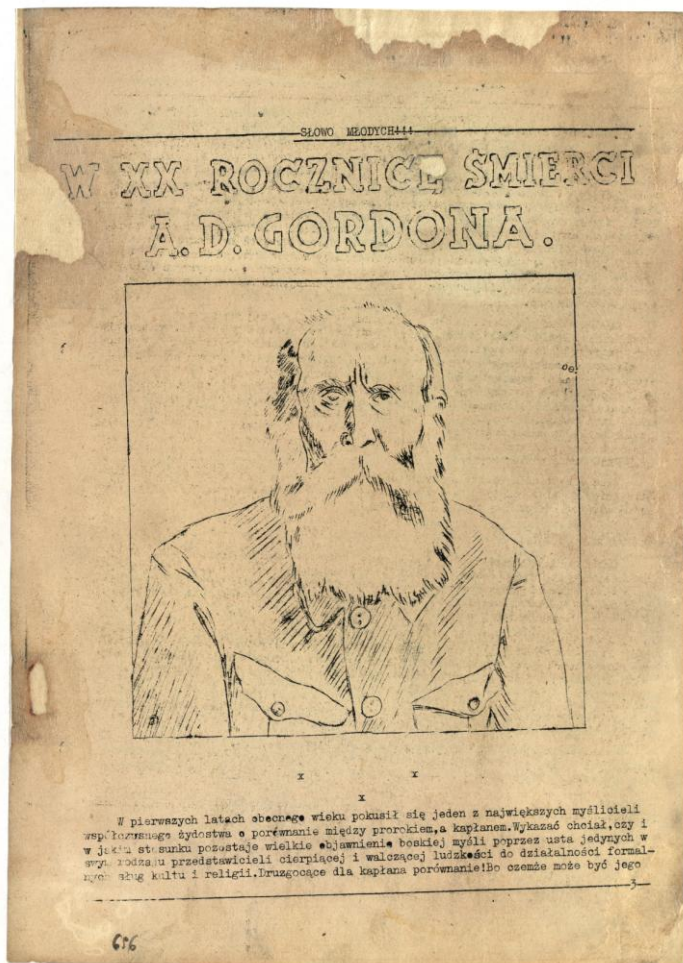 SŁOWO MŁODYCH+++
W XX ROCZNICĘ ŚMIERCI
A. D. GORDONA.
x x
x
W pierwszych latach obecnego wieku pokusił się jeden z największych myślicieli
współczesnego żydostwa o porównanie między prorokiem,a kapłanem.Wykazać chciał,czy i
w jakim stosunku pozostaje wielkie objawienie boskiej myśli poprzez usta jedynych w
swym rodzaju przedstawicieli cierpiącej i walczącej ludzkości do działalności formal-
nych sług kultu i religii.Druzgocące dla kapłana porównanie!Bo czemże może być jego
3
656